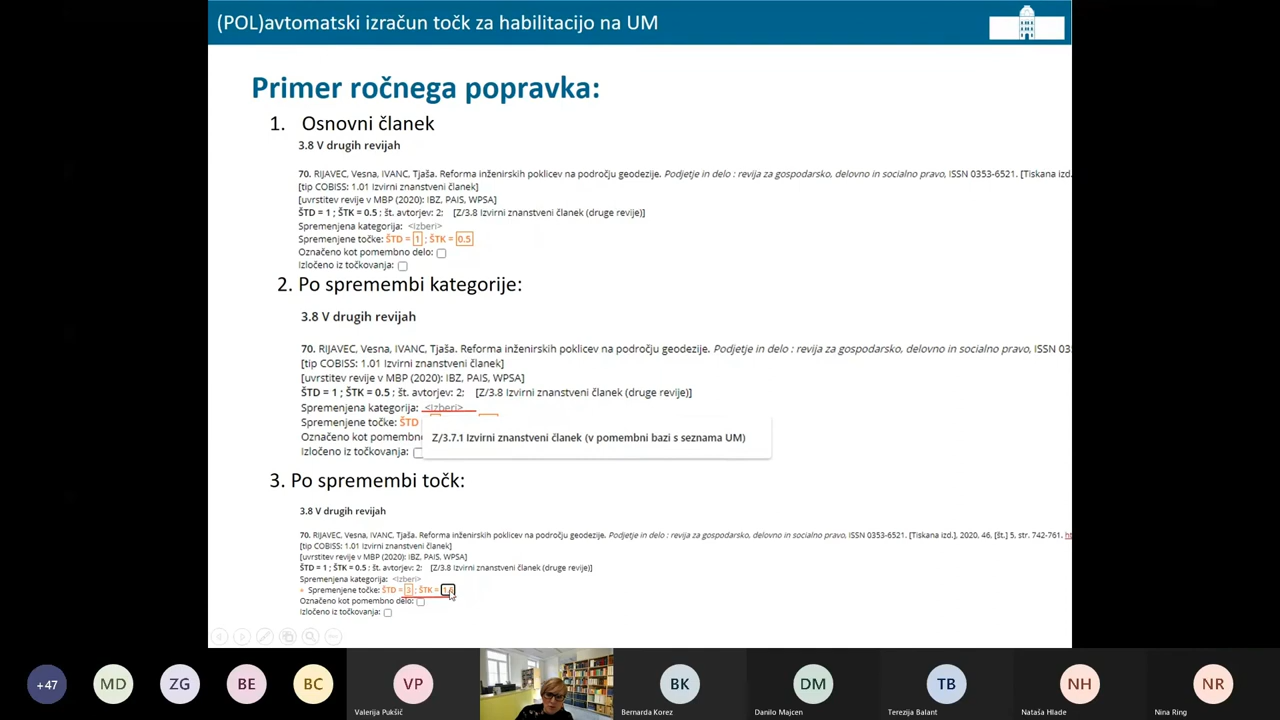 (POL)avtomatski izračun točk za habilitacijo na UM
Primer ročnega popravka:
1. Osnovni članek
3.8 V drugih revijah
70. RIJAVEC, Vesna, IVANC, Tjaša. Reforma inženirskih poklicev na področju geodezije. Podjetje in delo : revija za gospodarsko, delovno in socialno pravo, ISSN 0353-6521. [Tiskana izd.
[tip COBISS: 1.01 Izvirni znanstveni članek]
[uvrstitev revije v MBP (2020): IBZ, PAIS, WPSA]
ŠTD = 1 ; ŠTK = 0.5 ; št. avtorjev: 2: [Z/3.8 Izvirni znanstveni članek (druge revije)]
Spremenjena kategorija: <Izberi>
Spremenjene točke: ŠTD = 1 ; ŠTK = 0.5
Označeno kot pomembno delo:
Izločeno iz točkovanja:
2. Po spremembi kategorije:
3.8 V drugih revijah
70. RIJAVEC, Vesna, IVANC, Tjaša. Reforma inženirskih poklicev na področju geodezije. Podjetje in delo : revija za gospodarsko, delovno in socialno pravo, ISSN 035
[tip COBISS: 1.01 Izvirni znanstveni članek]
[uvrstitev revije v MBP (2020): IBZ, PAIS, WPSA]
ŠTD = 1 ; ŠTK = 0.5 ; št. avtorjev: 2: [Z/3.8 Izvirni znanstveni članek (druge revije)]
Spremenjena kategorija: <Izberi>
Spremenjene točke: ŠTD
Označeno kot pomembn
Z/3.7.1 Izvirni znanstveni članek (v pomembni bazi s seznama UM)
Izločeno iz točkovanja:
3. Po spremembi točk:
3.8 V drugih revijah
70. RIJAVEC, Vesna, IVANC, Tjaša. Reforma inženirskih poklicev na področju geodezije. Podjetje in delo : revija za gospodarsko, delovno in socialno pravo, ISSN 0353-6521. [Tiskana izd.], 2020, 46, [št.] 5, str. 742-761. ht
[tip COBISS: 1.01 Izvirni znanstveni članek]
[uvrstitev revije v MBP (2020): IBZ, PAIS, WPSA]
ŠTD = 1 ; ŠTK = 0.5 ; št. avtorjev: 2: [Z/3.8 Izvirni znanstveni članek (druge revije)]
Spremenjena kategorija: <Izberi>
* Spremenjene točke: ŠTD = 3 ; ŠTK =
Označeno kot pomembno delo:
Izločeno iz točkovanja:
+47
MD
ZG
BE
BC
VP
BK
DM
TB
NH
NR
Valerija Pukšič
Bernarda Korez
Danilo Majcen
Terezija Balant
Nataša Hlade
Nina Ring